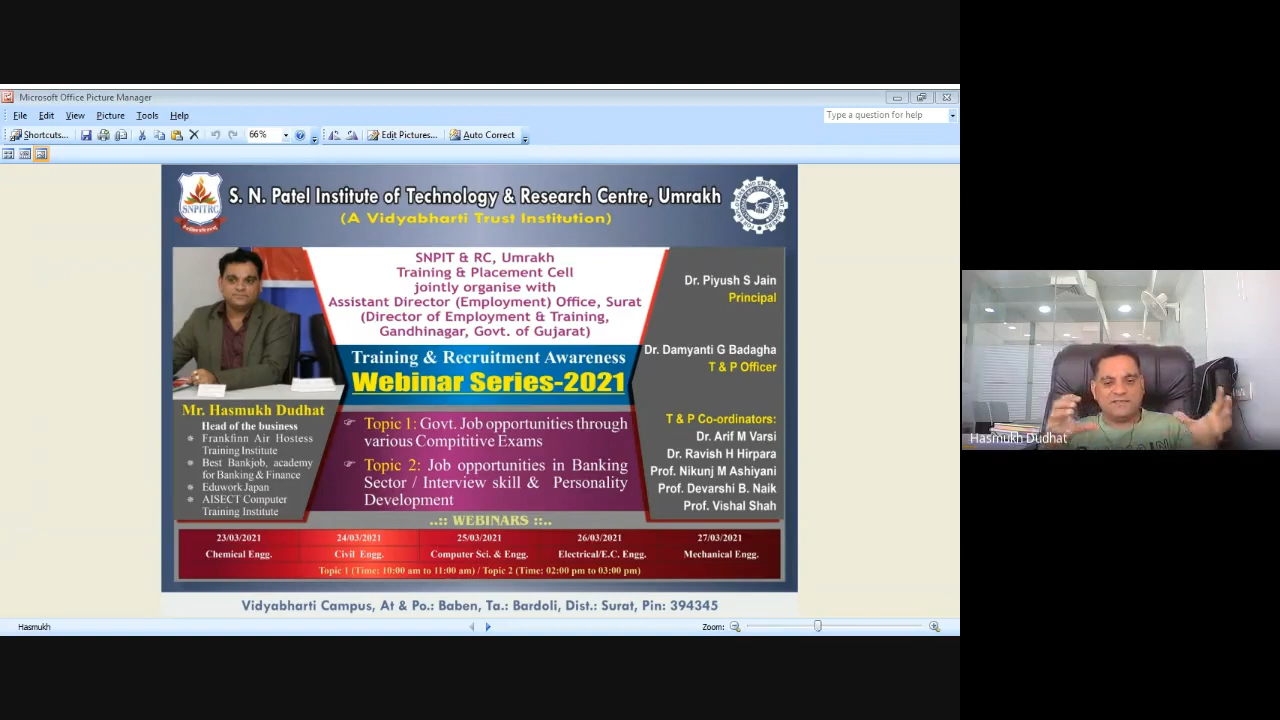 Microsoft Office Picture Manager
File Edit View Picture Tools Help
Type a question for help
Shortcuts... 66% Edit Pictures... Auto Correct
S. N. Patel Institute of Technology & Research Centre, Umrakh
(A Vidyabharti Trust Institution)
SNPITRC
SNPIT & RC, Umrakh
Training & Placement Cell
jointly organise with
Assistant Director (Employment) Office, Surat
(Director of Employment & Training,
Gandhinagar, Govt. of Gujarat)
Training & Recruitment Awareness
Webinar Series-2021
Topic 1: Govt. Job opportunities through
various Compititive Exams
Topic 2: Job opportunities in Banking
Sector / Interview skill & Personality
Development
Mr. Hasmukh Dudhat
Head of the business
Frankfinn Air Hostess
Training Institute
Best Bankjob, academy
for Banking & Finance
Eduwork Japan
AISECT Computer
Training Institute
Dr. Piyush S Jain
Principal
Dr. Damyanti G Badagha
T & P Officer
T & P Co-ordinators:
Dr. Arif M Varsi
Dr. Ravish H Hirpara
Prof. Nikunj M Ashiyani
Prof. Devarshi B. Naik
Prof. Vishal Shah
..:: WEBINARS ::..
23/03/2021 24/03/2021 25/03/2021 26/03/2021 27/03/2021
Chemical Engg. Civil Engg. Computer Sci. & Engg. Electrical/E.C. Engg. Mechanical Engg.
Topic 1 (Time: 10:00 am to 11:00 am) / Topic 2 (Time: 02:00 pm to 03:00 pm)
Vidyabharti Campus, At & Po.: Baben, Ta.: Bardoli, Dist.: Surat, Pin: 394345
Hasmukh
Zoom:
Hasmukh Dudhat